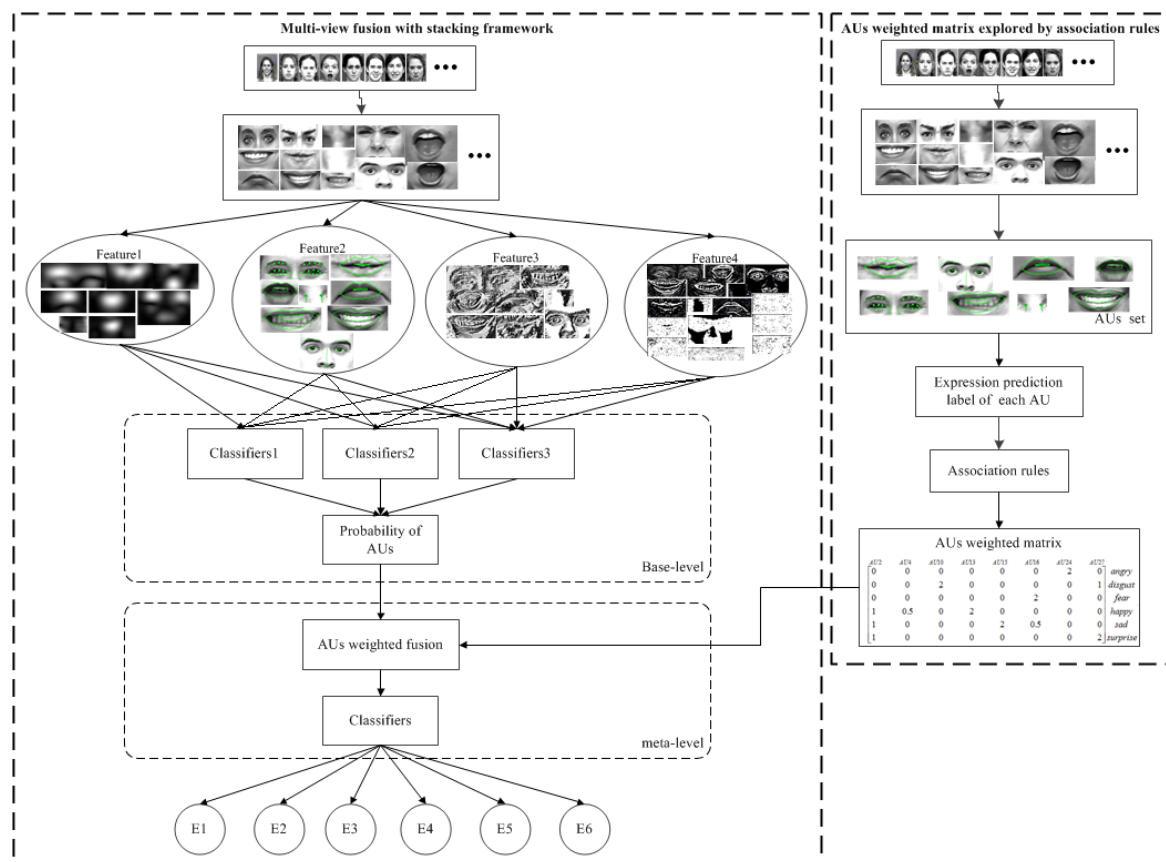 Multi-view fusion with stacking framework
Feature1
Feature2
Feature3
Feature4
Classifiers1
Classifiers2
Classifiers3
Probability of
AUs
Base-level
AUs weighted fusion
Classifiers
meta-level
E1
E2
E3
E4
E5
E6
AUs weighted matrix explored by association rules
AUs set
Expression prediction
label of each AU
Association rules
AUs weighted matrix
AU2 AU4 AU10 AU13 AU15 AU16 AU24 AU27
0 0 0 0 0 0 2 0 angry
0 0 2 0 0 0 0 1 disgust
0 0 0 0 0 2 0 0 fear
1 0.5 0 2 0 0 0 0 happy
1 0 0 0 2 0.5 0 0 sad
1 0 0 0 0 0 0 2 surprise